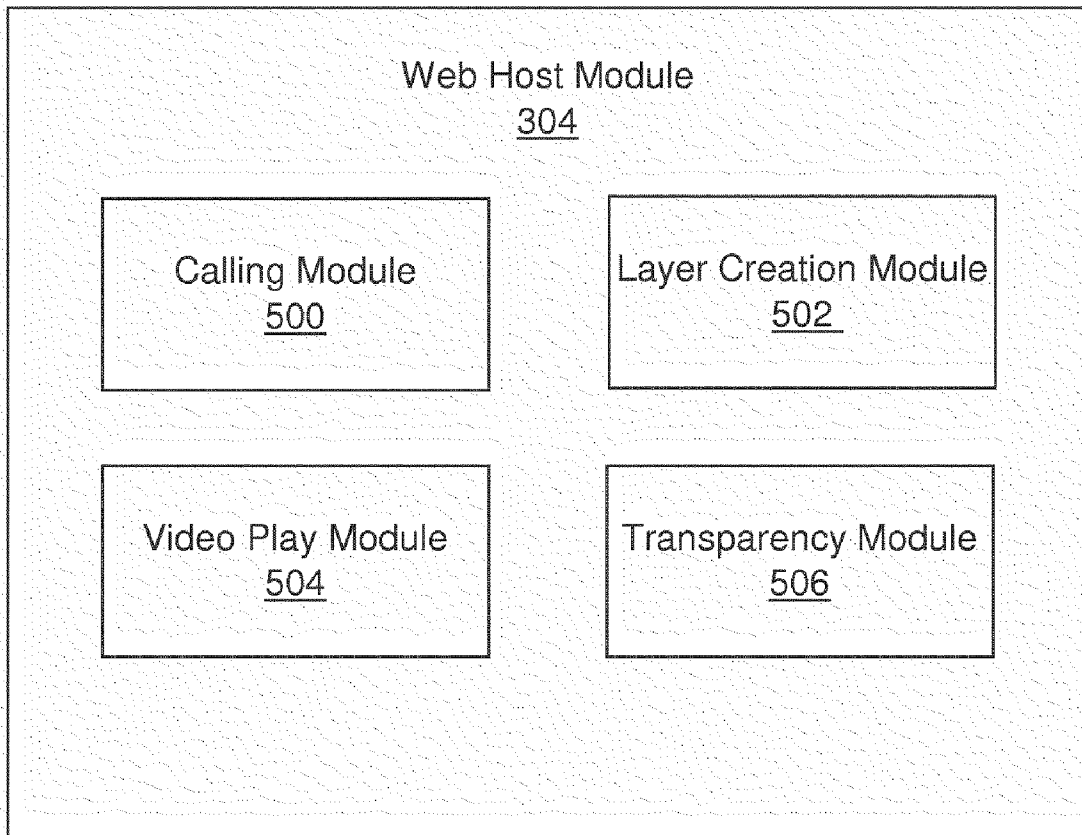 Web Host Module
304
Calling Module
500
Layer Creation Module
502
Video Play Module
504
Transparency Module
506